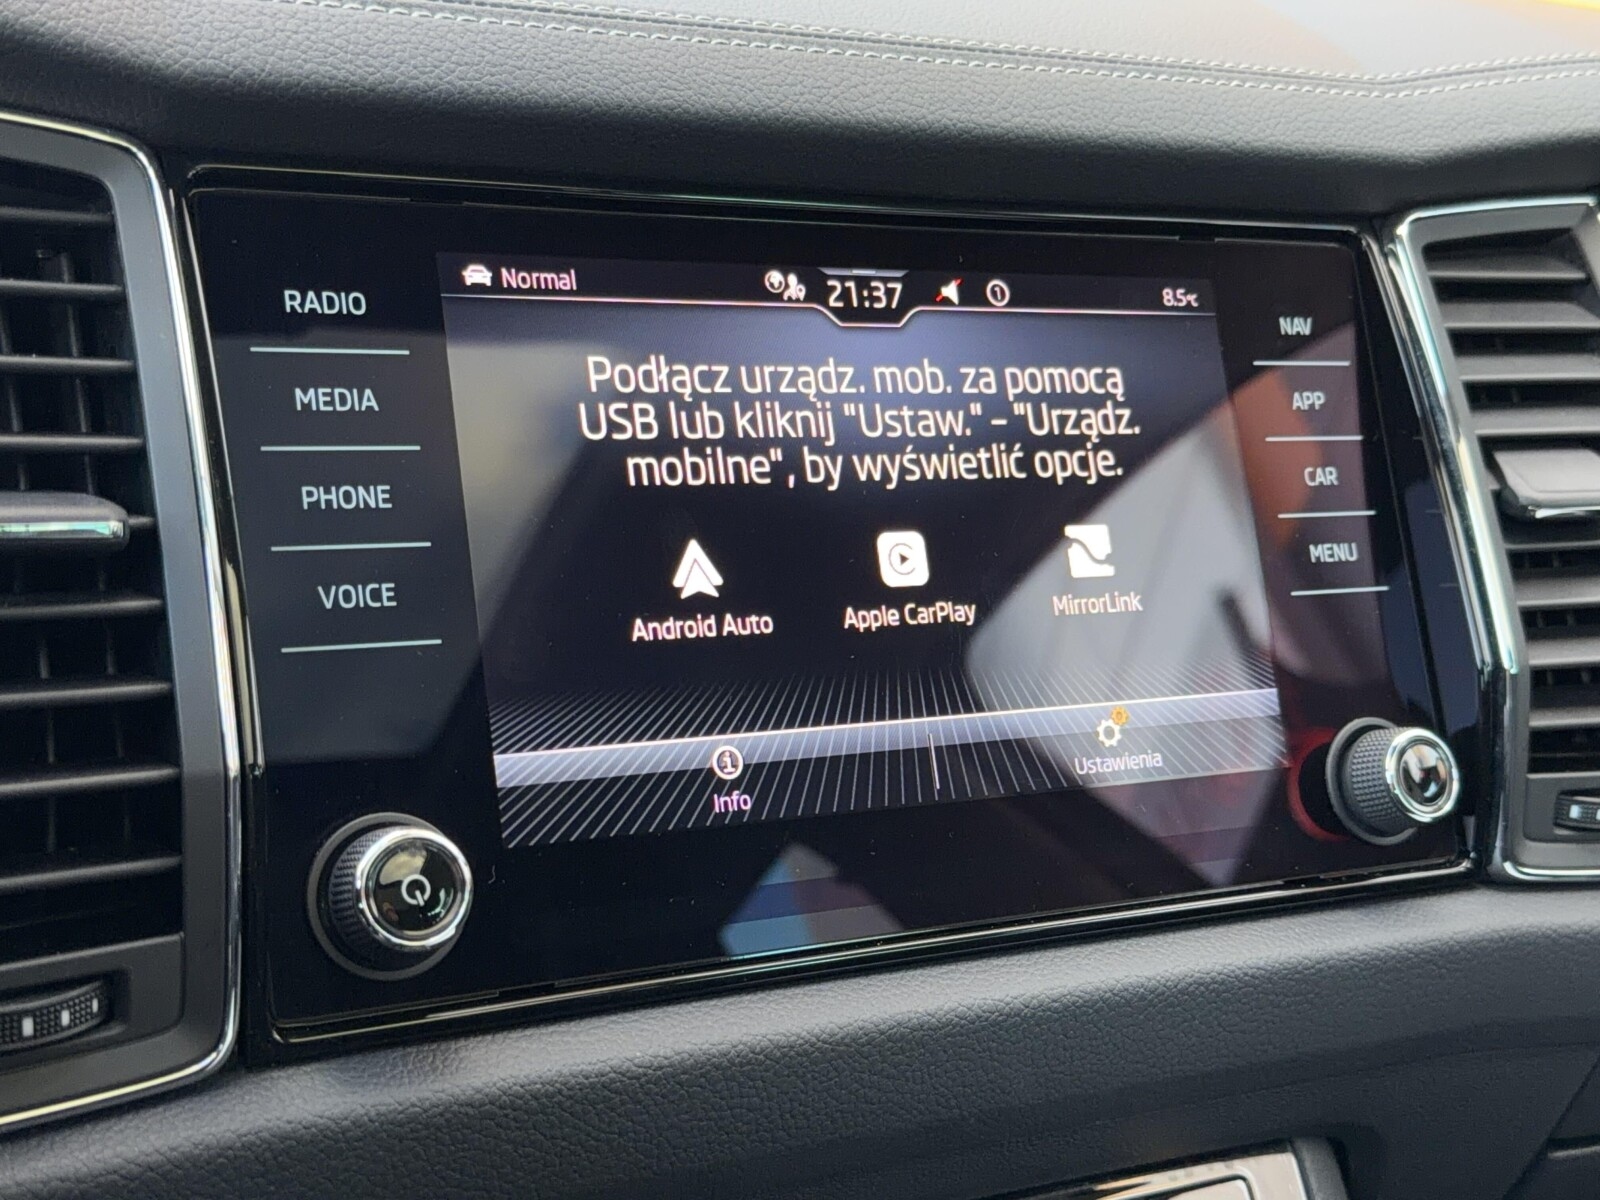 Normal
21:37
1
8.5°C
RADIO
MEDIA
PHONE
VOICE
Podłącz urządz. mob. za pomocą
USB lub kliknij "Ustaw." - "Urządz.
mobilne", by wyświetlić opcje.
Android Auto
Apple CarPlay
MirrorLink
Info
Ustawienia
NAV
APP
CAR
MENU